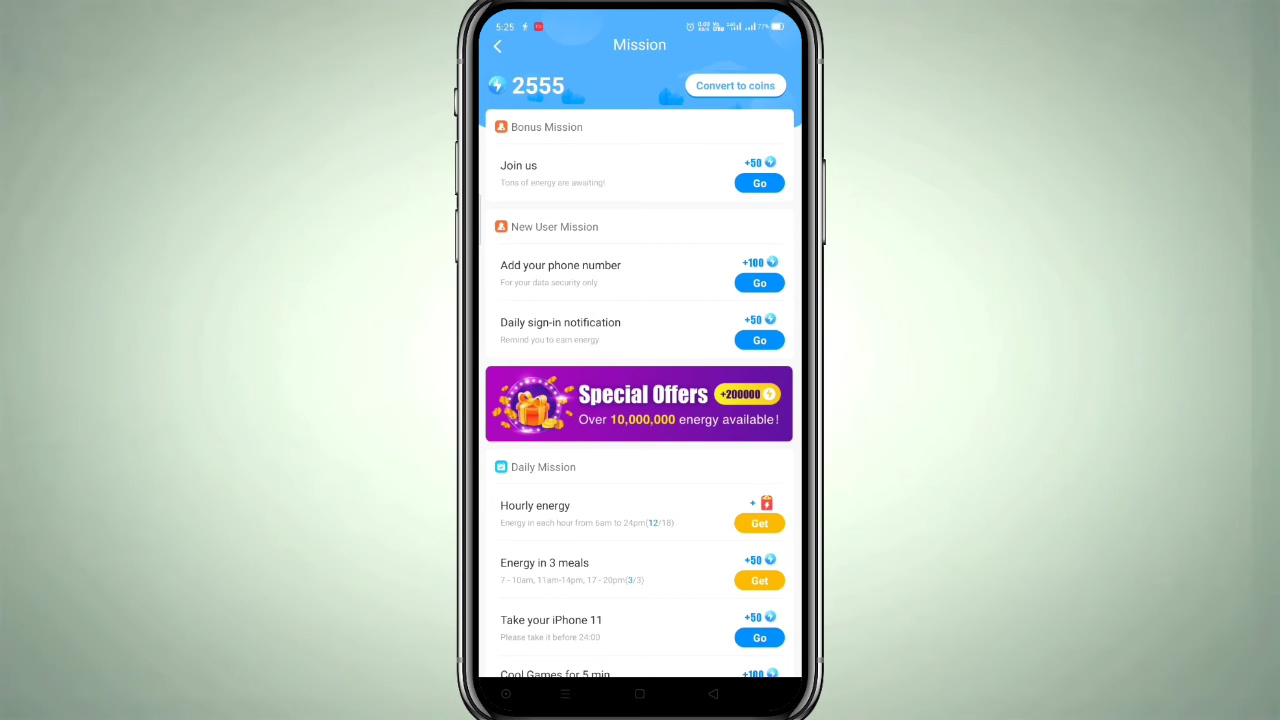 5:25
77%
Mission
2555
Convert to coins
Bonus Mission
Join us
+50
Tons of energy are awaiting!
Go
New User Mission
Add your phone number
+100
For your data security only
Go
Daily sign-in notification
+50
Remind you to earn energy
Go
Special Offers
+200000
Over 10,000,000 energy available!
Daily Mission
Hourly energy
+
Energy in each hour from 6am to 24pm(12/18)
Get
Energy in 3 meals
+50
7 - 10am, 11am-14pm, 17 - 20pm(3/3)
Get
Take your iPhone 11
+50
Please take it before 24:00
Go
Cool Games for 5 min
+100